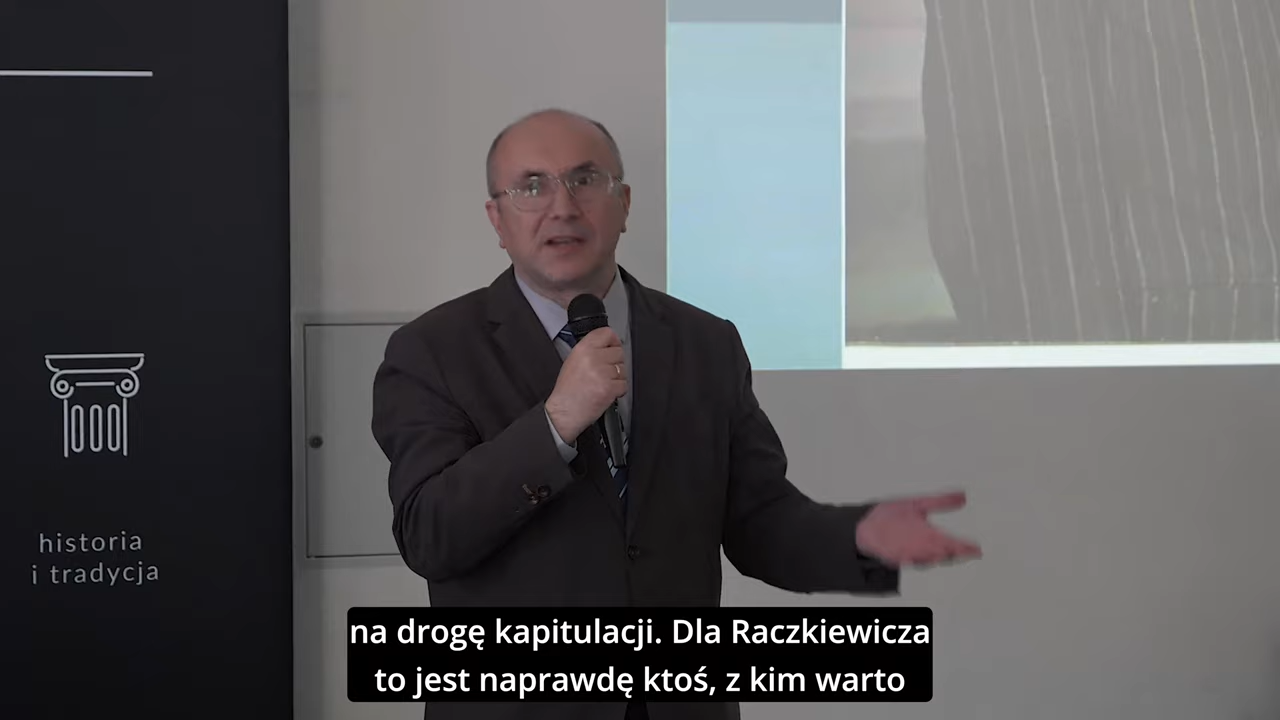 historia
i tradycja
na drogę kapitulacji. Dla Raczkiewicza
to jest naprawdę ktoś, z kim warto